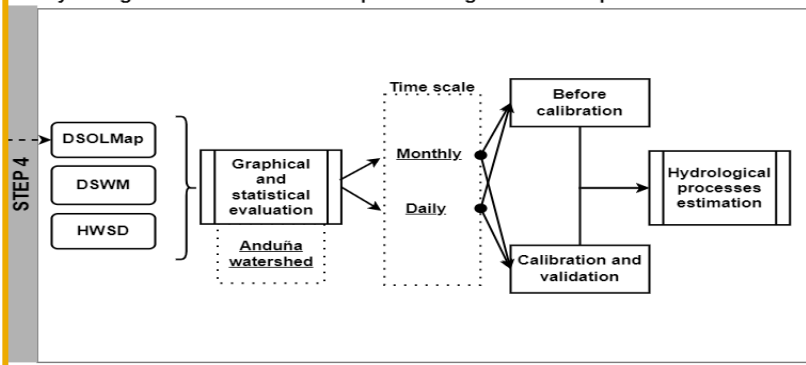 STEP 4
DSOLMap
DSWM
HWSD
Graphical
and
statistical
evaluation
Anduña
watershed
Time scale
Monthly
Daily
Before
calibration
Calibration and
validation
Hydrological
processes
estimation